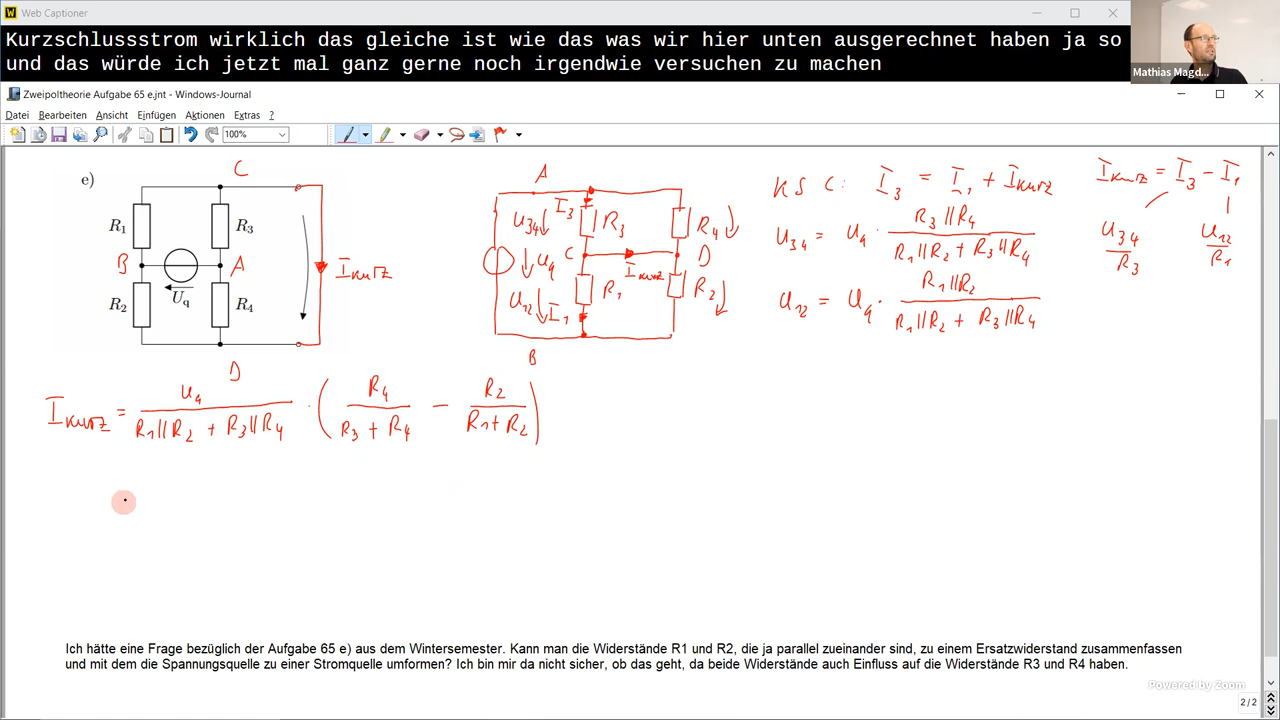 Web Captioner
Kurzschlussstrom wirklich das gleiche ist wie das was wir hier unten ausgerechnet haben ja so
und das würde ich jetzt mal ganz gerne noch irgendwie versuchen zu machen
Mathias Magd...
Zweipoltheorie Aufgabe 65 e.jnt - Windows-Journal
Datei Bearbeiten Ansicht Einfügen Aktionen Extras ?
100%
e)
C
R1 R3
B A
Uq
R2 R4
D
Ikurz
A
U34 I3 R3 R4
C D
Uq Ikurz
U12 R1 R2
I1
B
KS C: I3 = I1 + Ikurz
U34 = Uq · R3||R4 / R1||R2 + R3||R4
U12 = Uq · R1||R2 / R1||R2 + R3||R4
Ikurz = I3 - I1
U34 / R3 U12 / R1
Ikurz = Uq / R1||R2 + R3||R4 · ( R4 / R3 + R4 - R2 / R1 + R2 )
Ich hätte eine Frage bezüglich der Aufgabe 65 e) aus dem Wintersemester. Kann man die Widerstände R1 und R2, die ja parallel zueinander sind, zu einem Ersatzwiderstand zusammenfassen
und mit dem die Spannungsquelle zu einer Stromquelle umformen? Ich bin mir da nicht sicher, ob das geht, da beide Widerstände auch Einfluss auf die Widerstände R3 und R4 haben.
Powered by Zoom
2 / 2